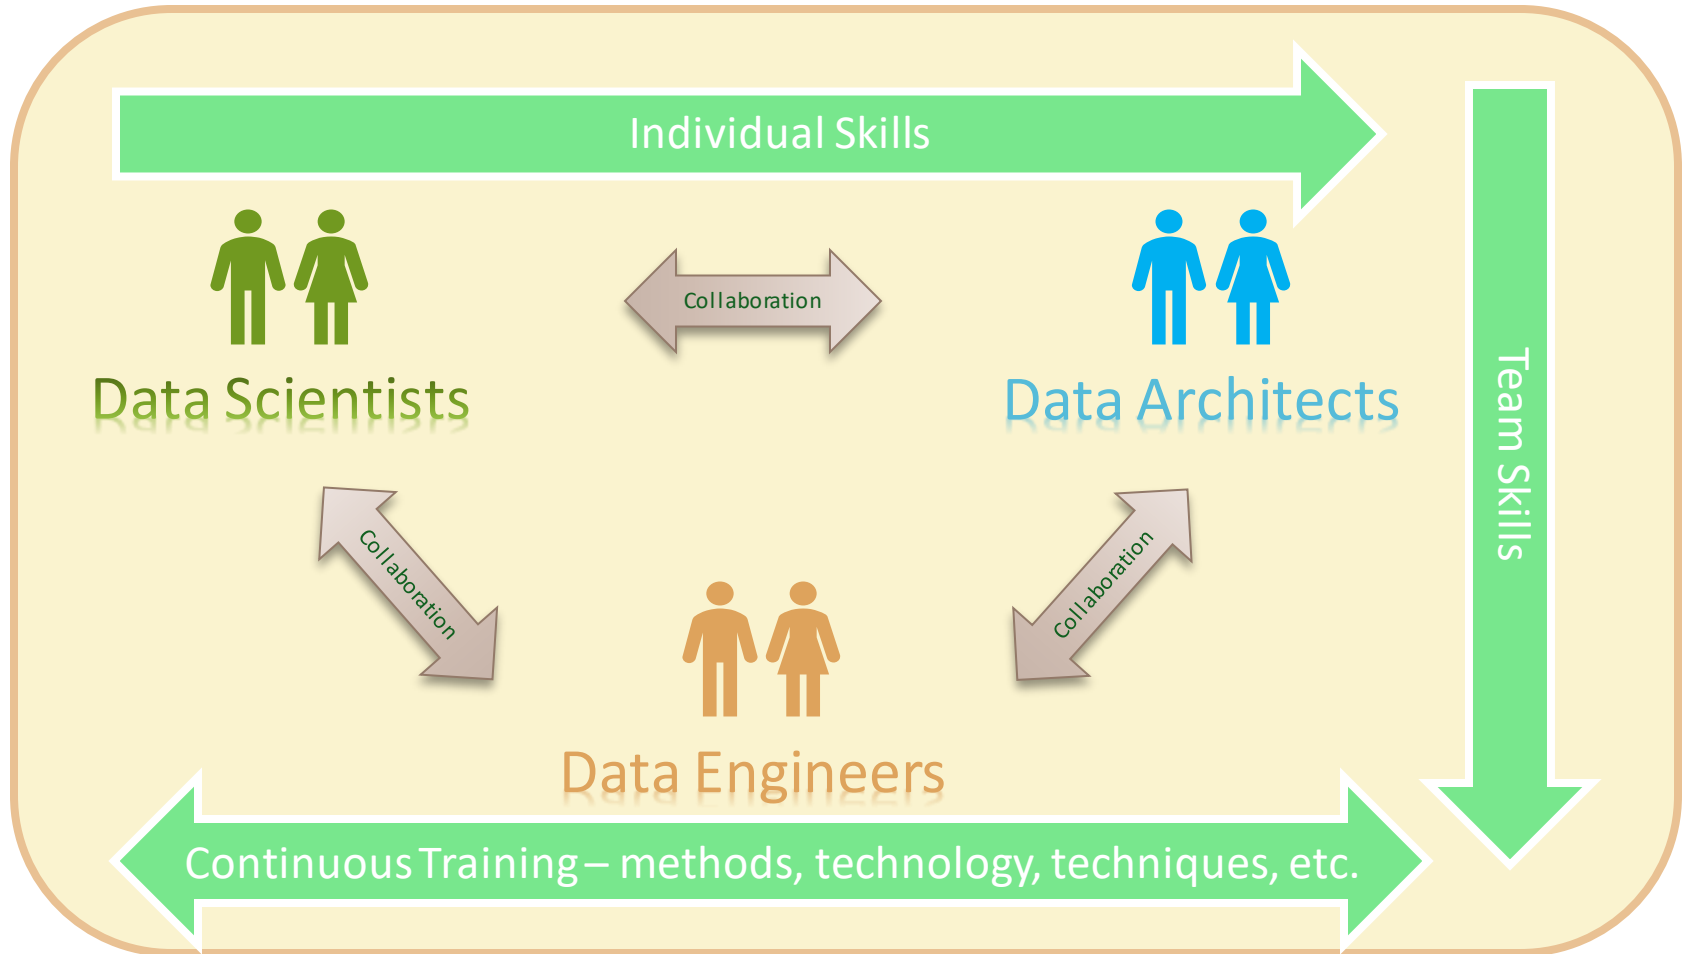 Individual Skills
Collaboration
Data Scientists
Data Architects
Team Skills
Collaboration
Collaboration
Data Engineers
Continuous Training – methods, technology, techniques, etc.